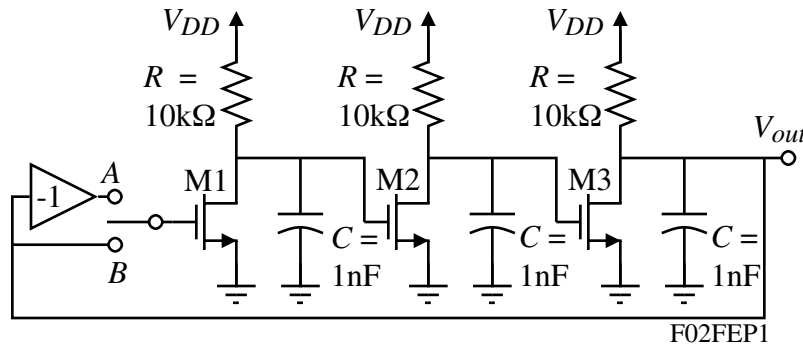 VDD VDD VDD
R =
10kΩ
R =
10kΩ
R =
10kΩ
Vout
A
-1
B
M1
M2
M3
C =
1nF
C =
1nF
C =
1nF
F02FEP1